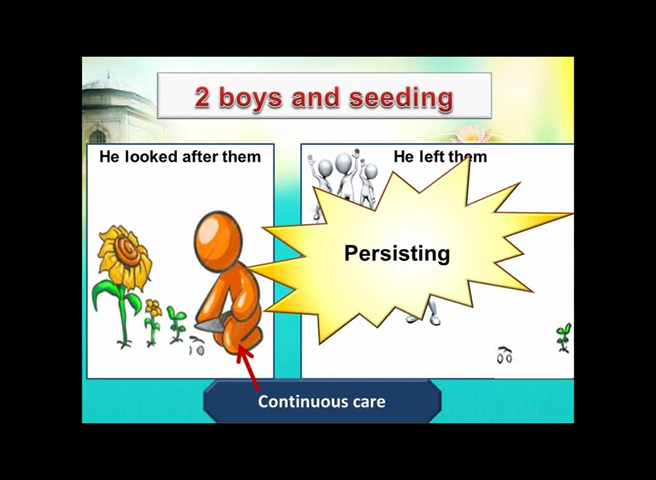 2 boys and seeding
He looked after them
He left them
Persisting
Continuous care